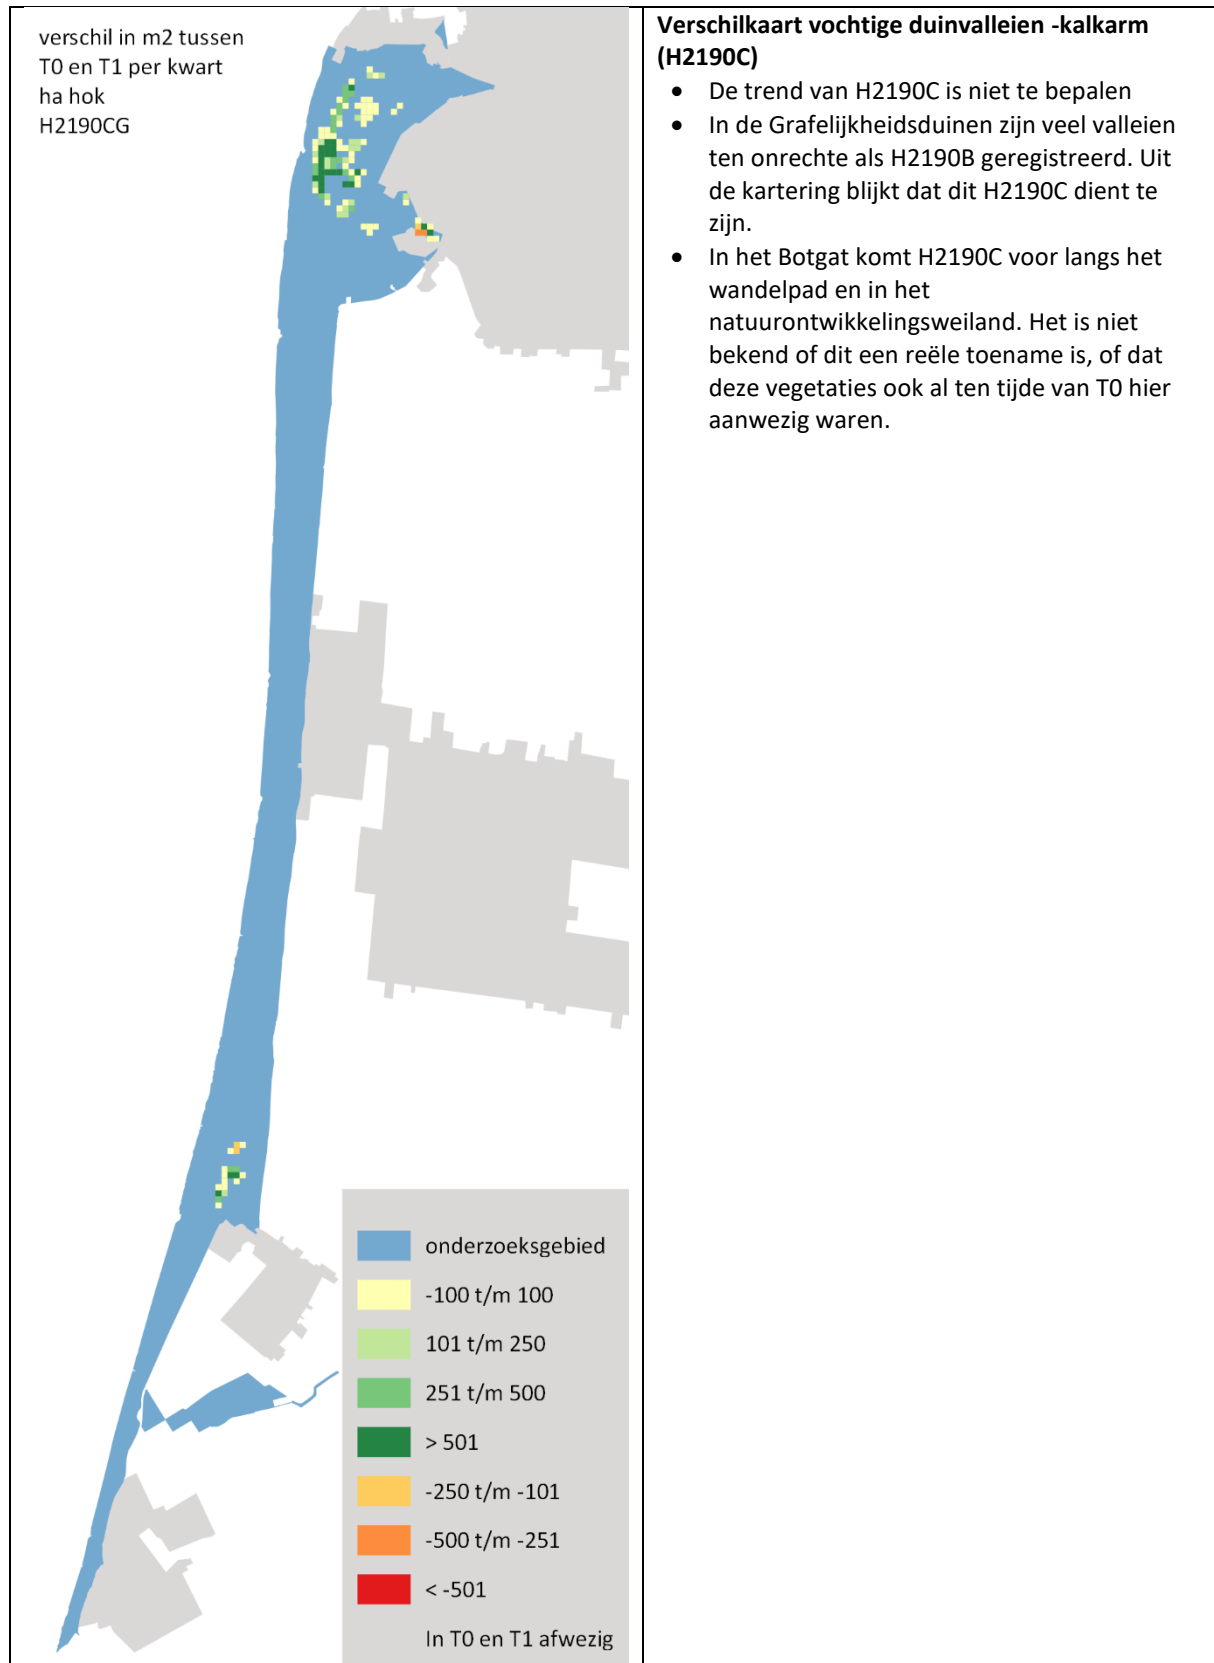 verschil in m2 tussen
T0 en T1 per kwart
ha hok
H2190CG
onderzoeksgebied
-100 t/m 100
101 t/m 250
251 t/m 500
> 501
-250 t/m -101
-500 t/m -251
< -501
In T0 en T1 afwezig
Verschilkaart vochtige duinvalleien -kalkarm
(H2190C)
• De trend van H2190C is niet te bepalen
• In de Grafelijkheidsduinen zijn veel valleien
ten onrechte als H2190B geregistreerd. Uit
de kartering blijkt dat dit H2190C dient te
zijn.
• In het Botgat komt H2190C voor langs het
wandelpad en in het
natuurontwikkelingsweiland. Het is niet
bekend of dit een reële toename is, of dat
deze vegetaties ook al ten tijde van T0 hier
aanwezig waren.